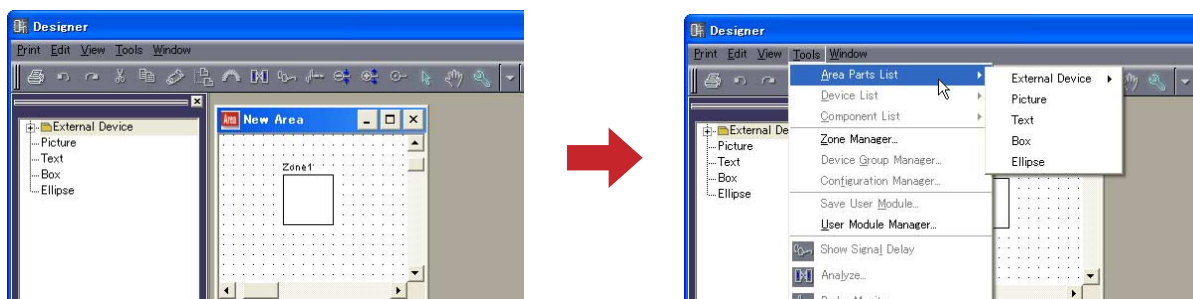 Designer
Print Edit View Tools Window
External Device
Picture
Text
Box
Ellipse
Area New Area
Zone1
Designer
Print Edit View Tools Window
External De
Picture
Text
Box
Ellipse
Area Parts List
Device List
Component List
Zone Manager...
Device Group Manager...
Configuration Manager...
Save User Module...
User Module Manager...
Show Signal Delay
Analyze...
External Device
Picture
Text
Box
Ellipse